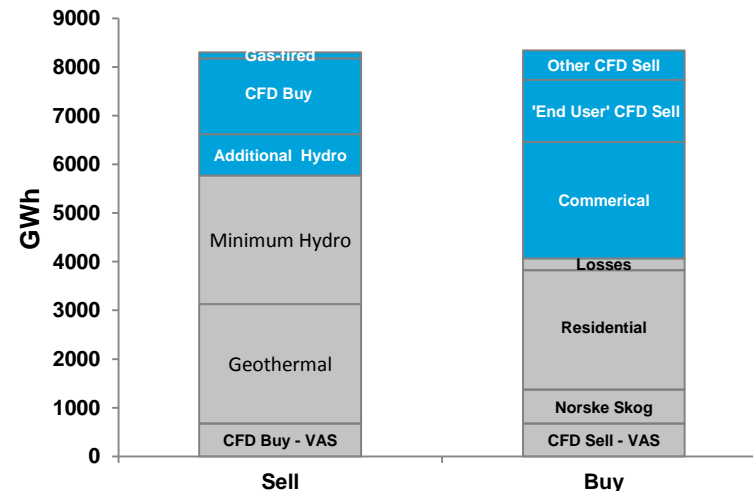 9000
8000
7000
6000
5000
4000
3000
2000
1000
0
GWh
Gas-fired
CFD Buy
Additional Hydro
Minimum Hydro
Geothermal
CFD Buy - VAS
Other CFD Sell
'End User' CFD Sell
Commerical
Losses
Residential
Norske Skog
CFD Sell - VAS
Sell
Buy